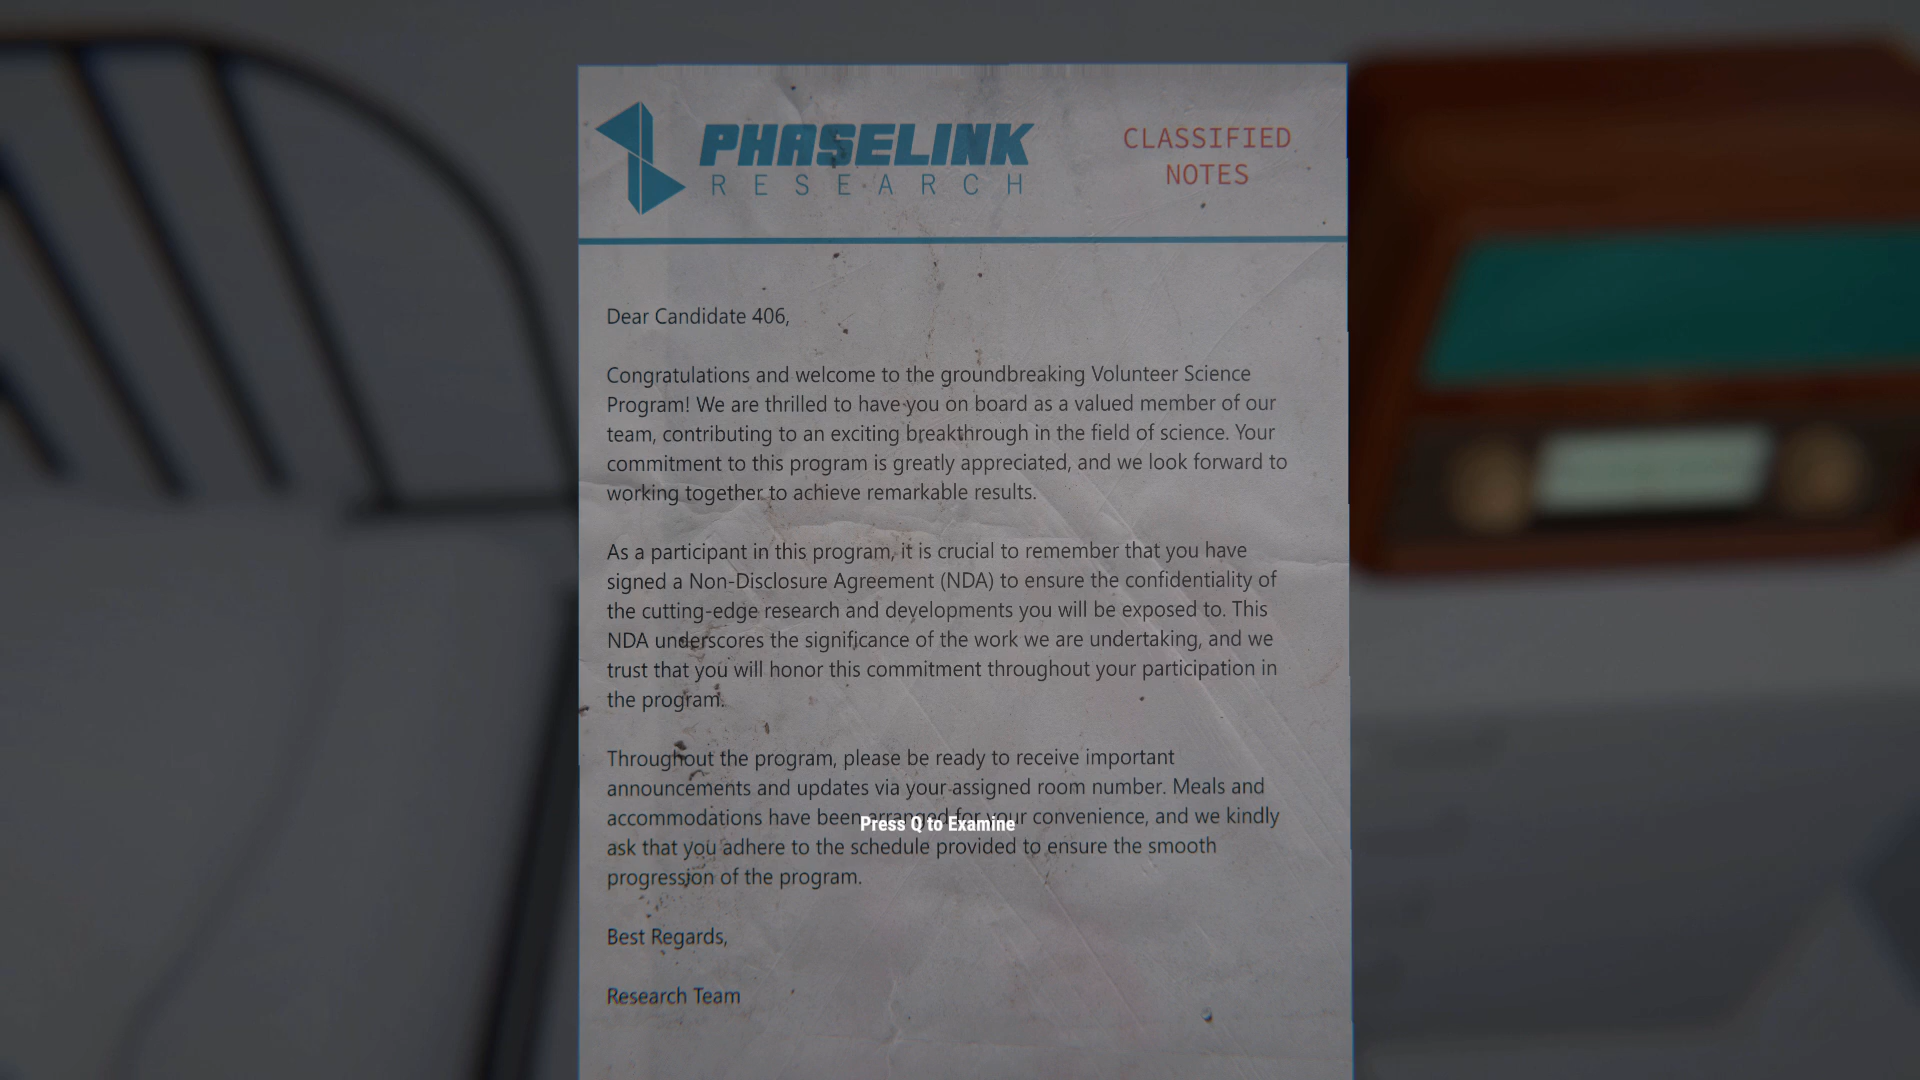 PHASELINK
RESEARCH
CLASSIFIED
NOTES
Dear Candidate 406,
Congratulations and welcome to the groundbreaking Volunteer Science
Program! We are thrilled to have you on board as a valued member of our
team, contributing to an exciting breakthrough in the field of science. Your
commitment to this program is greatly appreciated, and we look forward to
working together to achieve remarkable results.
As a participant in this program, it is crucial to remember that you have
signed a Non-Disclosure Agreement (NDA) to ensure the confidentiality of
the cutting-edge research and developments you will be exposed to. This
NDA underscores the significance of the work we are undertaking, and we
trust that you will honor this commitment throughout your participation in
the program.
Throughout the program, please be ready to receive important
announcements and updates via your assigned room number. Meals and
accommodations have been arranged for your convenience, and we kindly
Press Q to Examine
ask that you adhere to the schedule provided to ensure the smooth
progression of the program.
Best Regards,
Research Team